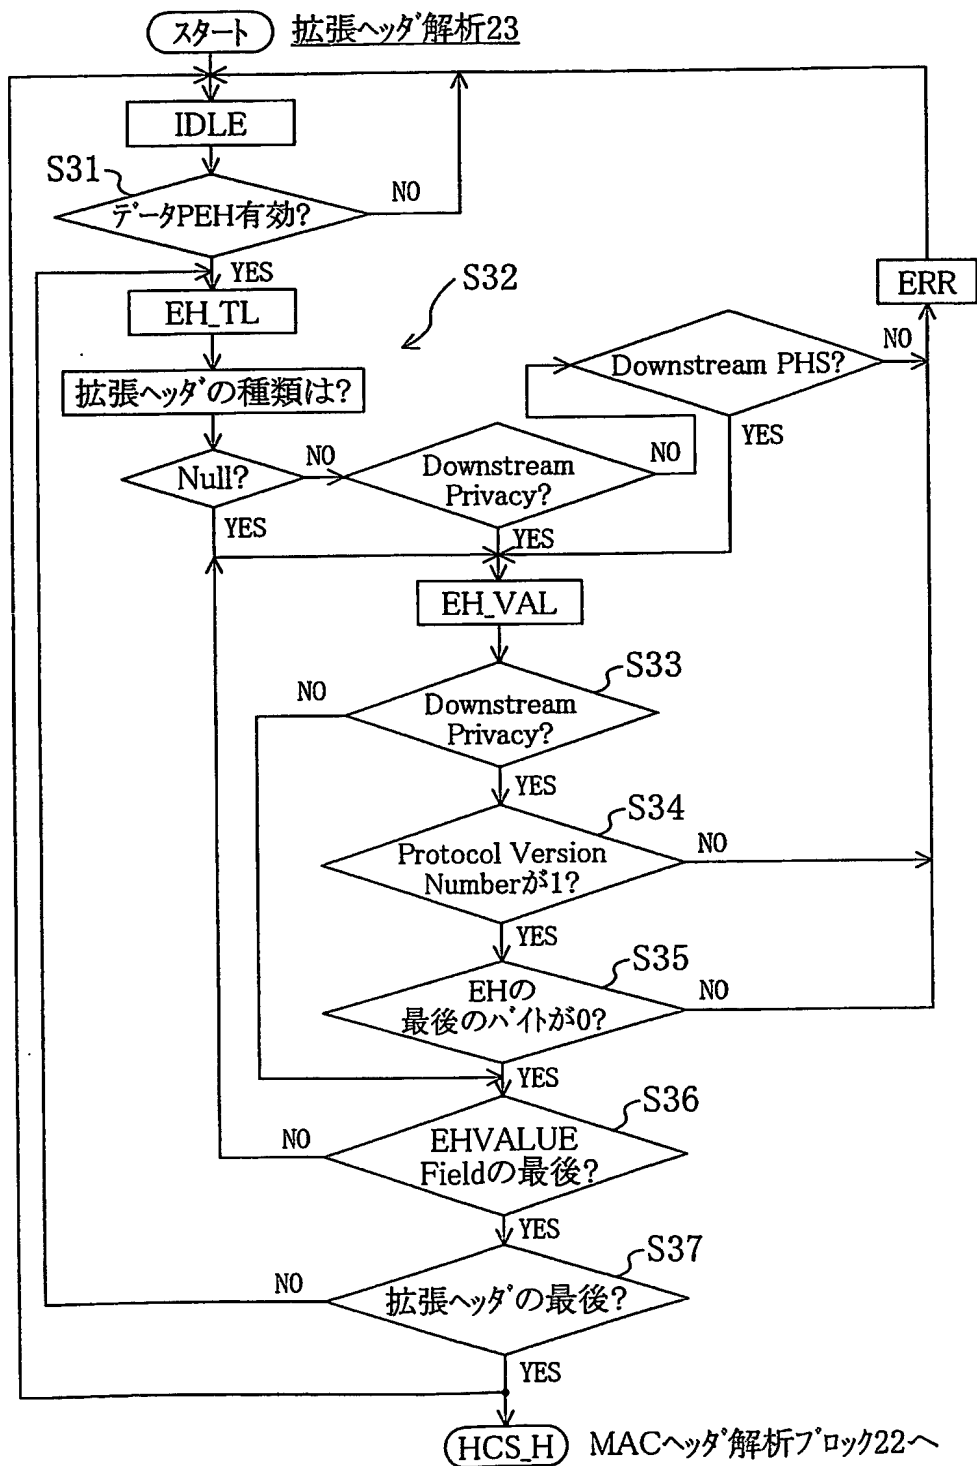 スタート
拡張ヘッダ解析23
IDLE
S31
データPEH有効?
NO
YES
S32
EH_TL
ERR
拡張ヘッダの種類は?
Downstream PHS?
NO
YES
Null?
NO
YES
Downstream
Privacy?
NO
YES
EH_VAL
S33
NO
Downstream
Privacy?
YES
S34
Protocol Version
Numberが1?
NO
YES
S35
EHの
最後のバイトが0?
NO
YES
S36
NO
EHVALUE
Fieldの最後?
YES
S37
NO
拡張ヘッダの最後?
YES
HCS_H
MACヘッダ解析ブロック22へ